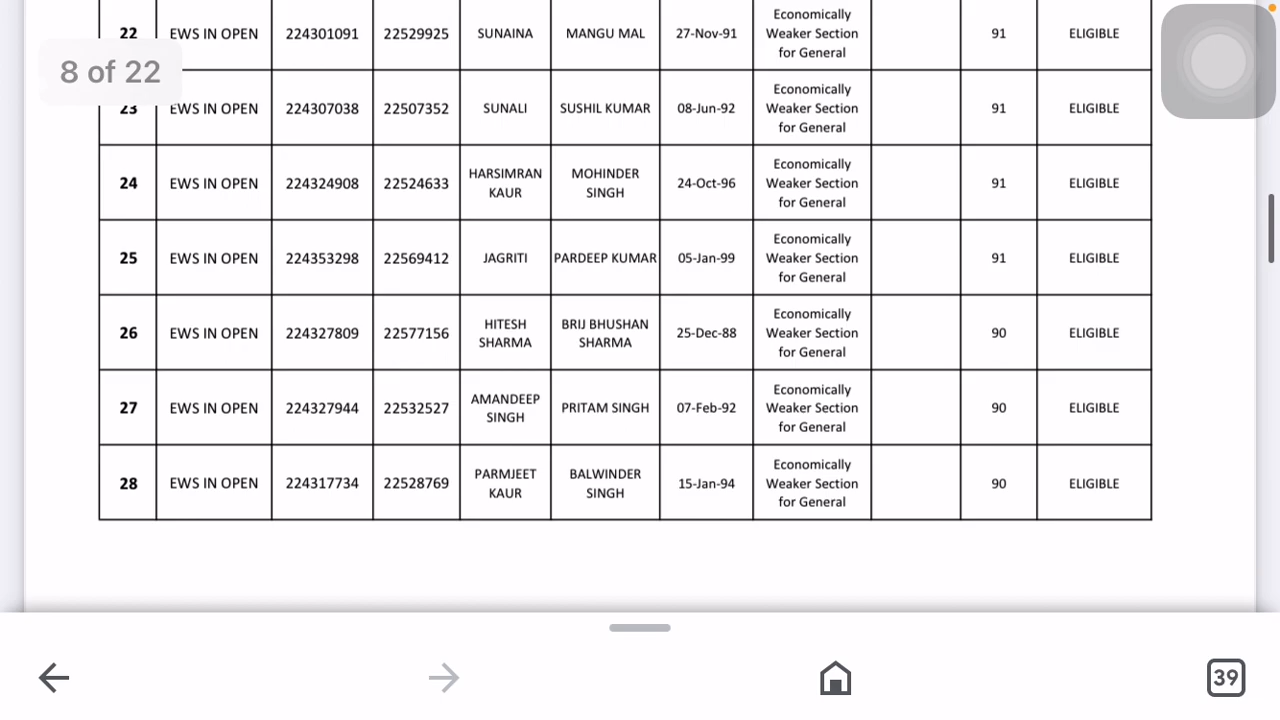 Economically
22 EWS IN OPEN 224301091 22529925 SUNAINA MANGU MAL 27-Nov-91 Weaker Section 91 ELIGIBLE
for General
8 of 22
Economically
23 EWS IN OPEN 224307038 22507352 SUNALI SUSHIL KUMAR 08-Jun-92 Weaker Section 91 ELIGIBLE
for General
Economically
HARSIMRAN MOHINDER
24 EWS IN OPEN 224324908 22524633 24-Oct-96 Weaker Section 91 ELIGIBLE
KAUR SINGH
for General
Economically
25 EWS IN OPEN 224353298 22569412 JAGRITI PARDEEP KUMAR 05-Jan-99 Weaker Section 91 ELIGIBLE
for General
Economically
HITESH BRIJ BHUSHAN
26 EWS IN OPEN 224327809 22577156 25-Dec-88 Weaker Section 90 ELIGIBLE
SHARMA SHARMA
for General
Economically
AMANDEEP
27 EWS IN OPEN 224327944 22532527 PRITAM SINGH 07-Feb-92 Weaker Section 90 ELIGIBLE
SINGH
for General
Economically
PARMJEET BALWINDER
28 EWS IN OPEN 224317734 22528769 15-Jan-94 Weaker Section 90 ELIGIBLE
KAUR SINGH
for General
39